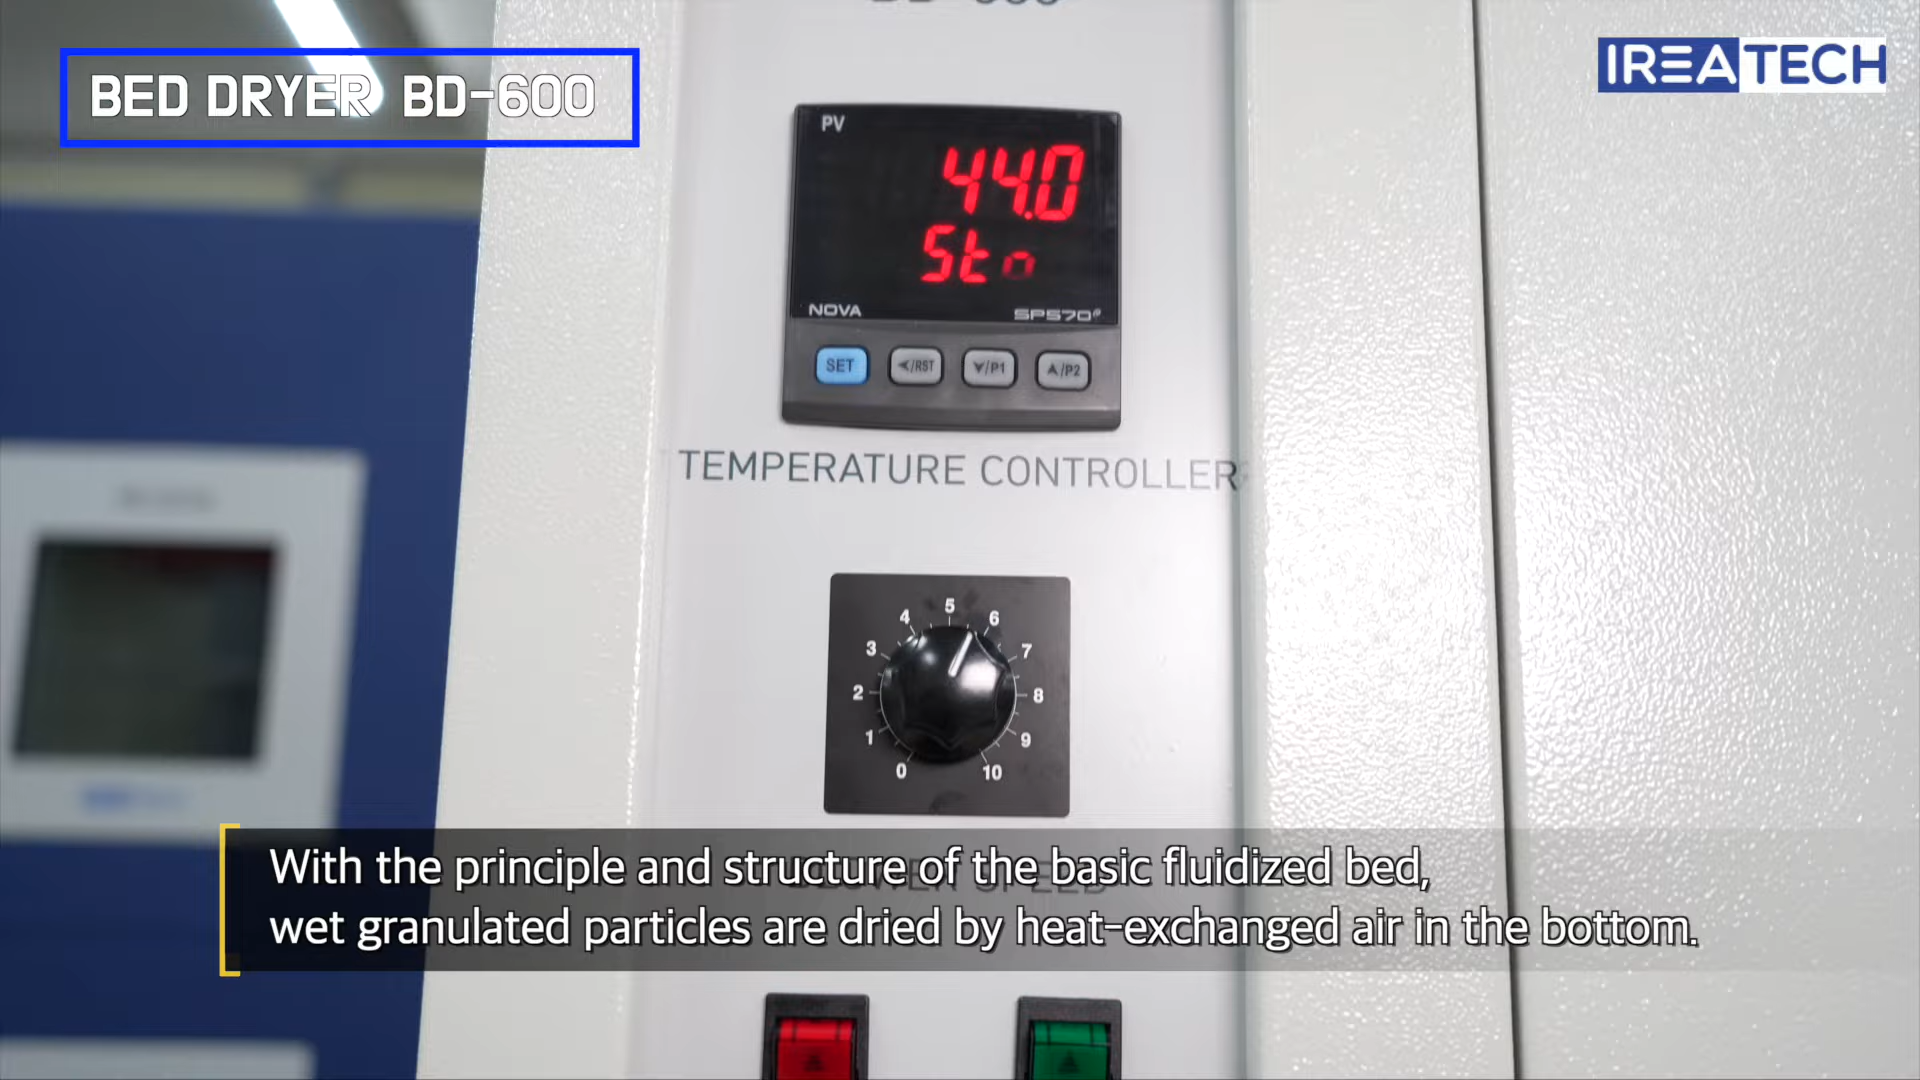 BED DRYER BD-600
IREATECH
PV
44.0
NOVA
SP570
SET
</RST
∨/P1
∧/P2
TEMPERATURE CONTROLLER
5
4
6
3
7
2
8
1
9
0
10
BLOWER SPEED
With the principle and structure of the basic fluidized bed,
wet granulated particles are dried by heat-exchanged air in the bottom.